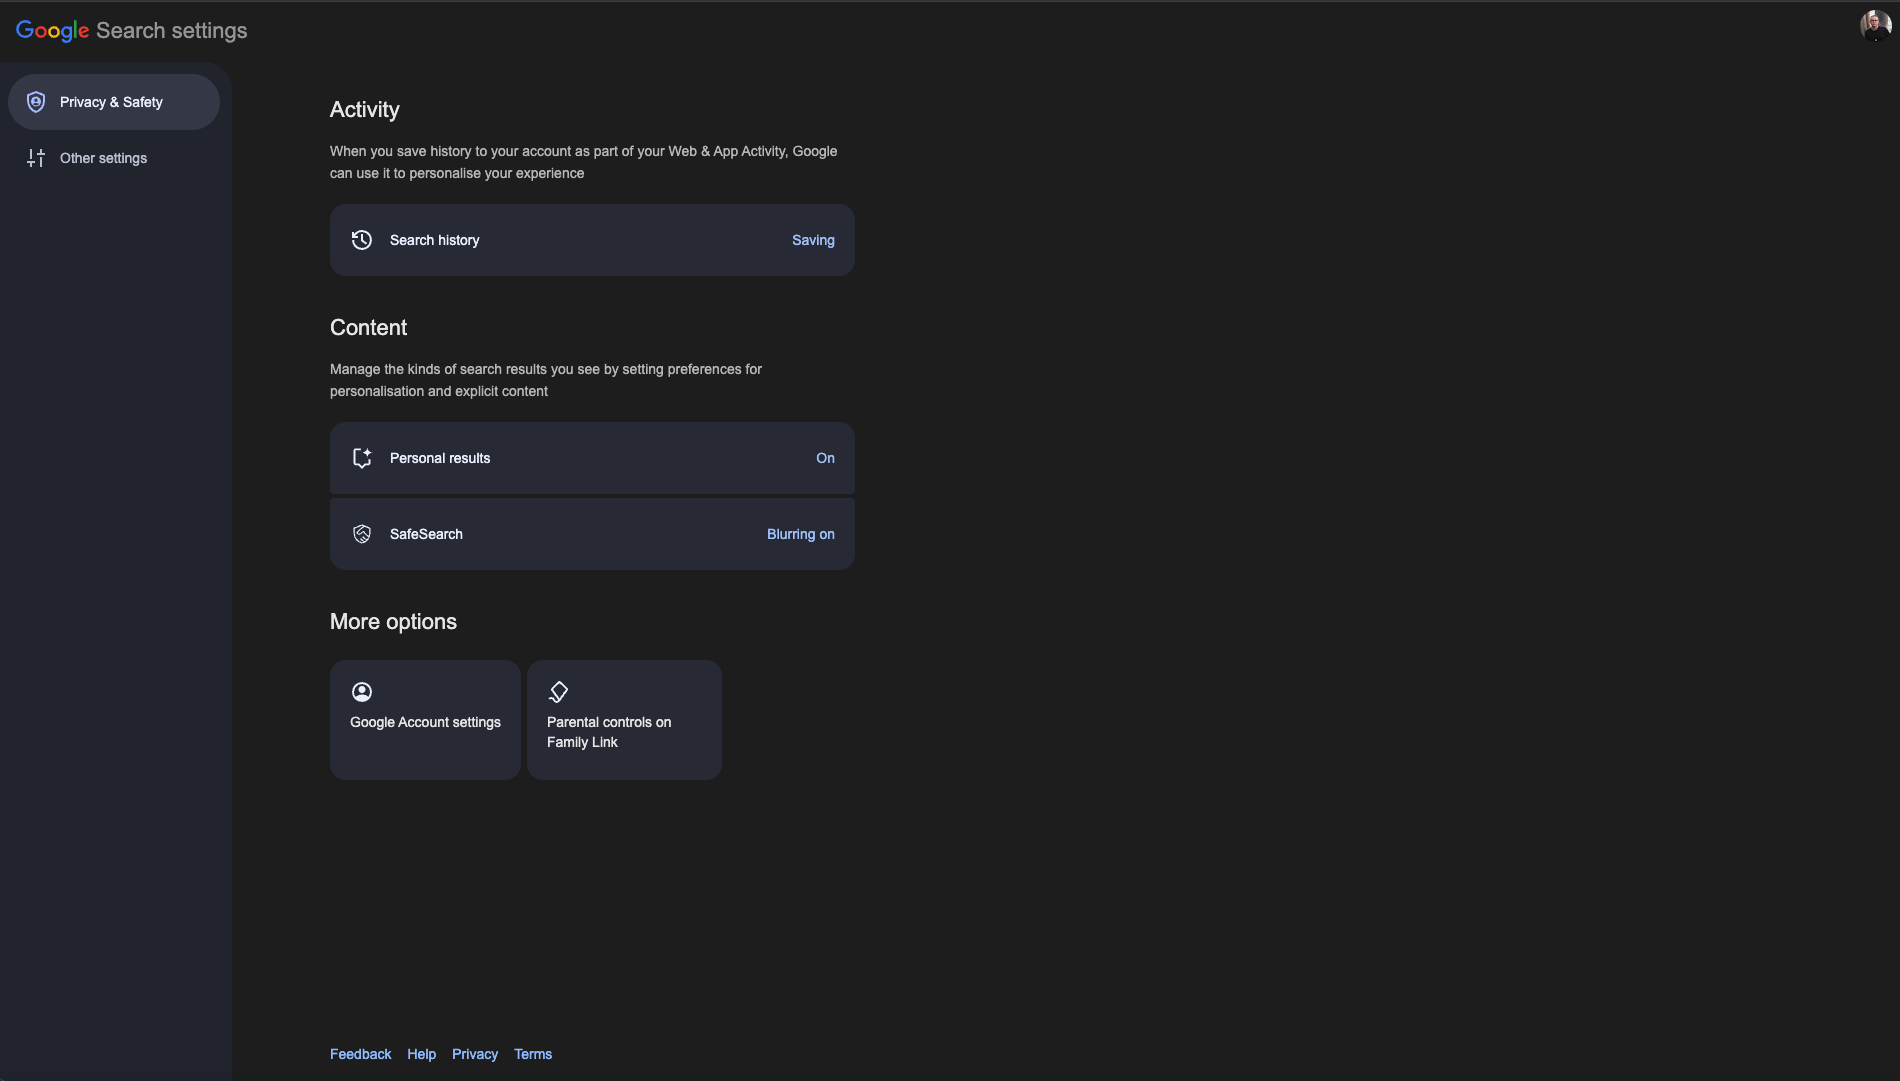 Google Search settings
Privacy & Safety
Other settings
Activity
When you save history to your account as part of your Web & App Activity, Google
can use it to personalise your experience
Search history
Saving
Content
Manage the kinds of search results you see by setting preferences for
personalisation and explicit content
Personal results
On
SafeSearch
Blurring on
More options
Google Account settings
Parental controls on
Family Link
Feedback
Help
Privacy
Terms